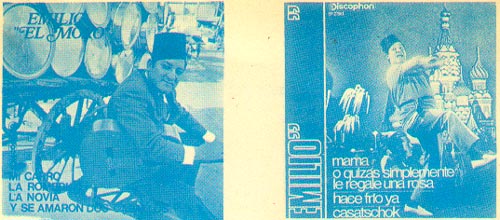 EMILIO
"EL MORO"
MI CARRO
LA ROMERIA
LA NOVIA
Y SE AMARON DOS
Discophon
"EMILIO"
mama
o quizas simplemente
le regale una rosa
hace frio ya
casatschok